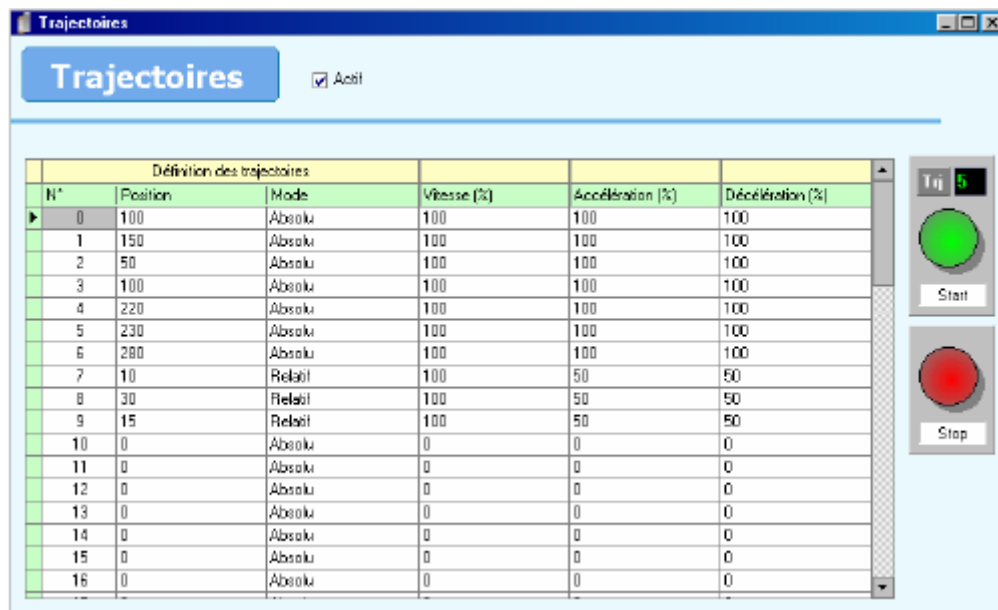 Trajectoires
Trajectoires
Actif
Définition des trajectoires
N° Position Mode Vitesse (%) Accélération (%) Décélération (%)
0 100 Absolu 100 100 100
1 150 Absolu 100 100 100
2 50 Absolu 100 100 100
3 100 Absolu 100 100 100
4 220 Absolu 100 100 100
5 230 Absolu 100 100 100
6 280 Absolu 100 100 100
7 10 Relatif 100 50 50
8 30 Relatif 100 50 50
9 15 Relatif 100 50 50
10 0 Absolu 0 0 0
11 0 Absolu 0 0 0
12 0 Absolu 0 0 0
13 0 Absolu 0 0 0
14 0 Absolu 0 0 0
15 0 Absolu 0 0 0
16 0 Absolu 0 0 0
Trj 5
Start
Stop